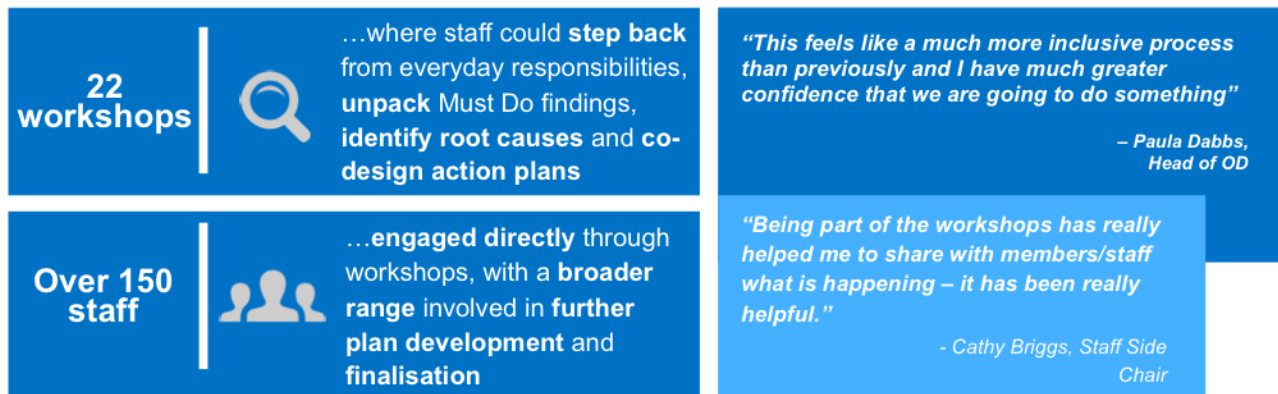 22
workshops
…where staff could step back
from everyday responsibilities,
unpack Must Do findings,
identify root causes and co-
design action plans
Over 150
staff
…engaged directly through
workshops, with a broader
range involved in further
plan development and
finalisation
“This feels like a much more inclusive process
than previously and I have much greater
confidence that we are going to do something”
– Paula Dabbs,
Head of OD
“Being part of the workshops has really
helped me to share with members/staff
what is happening – it has been really
helpful.”
- Cathy Briggs, Staff Side
Chair